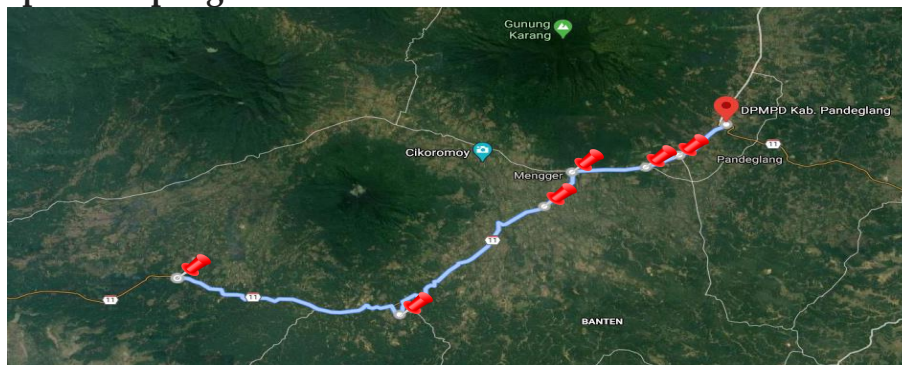 Gunung
Karang
DPMPD Kab. Pandeglang
11
Cikoromoy
Pandeglang
Mengger
11
11
11
BANTEN